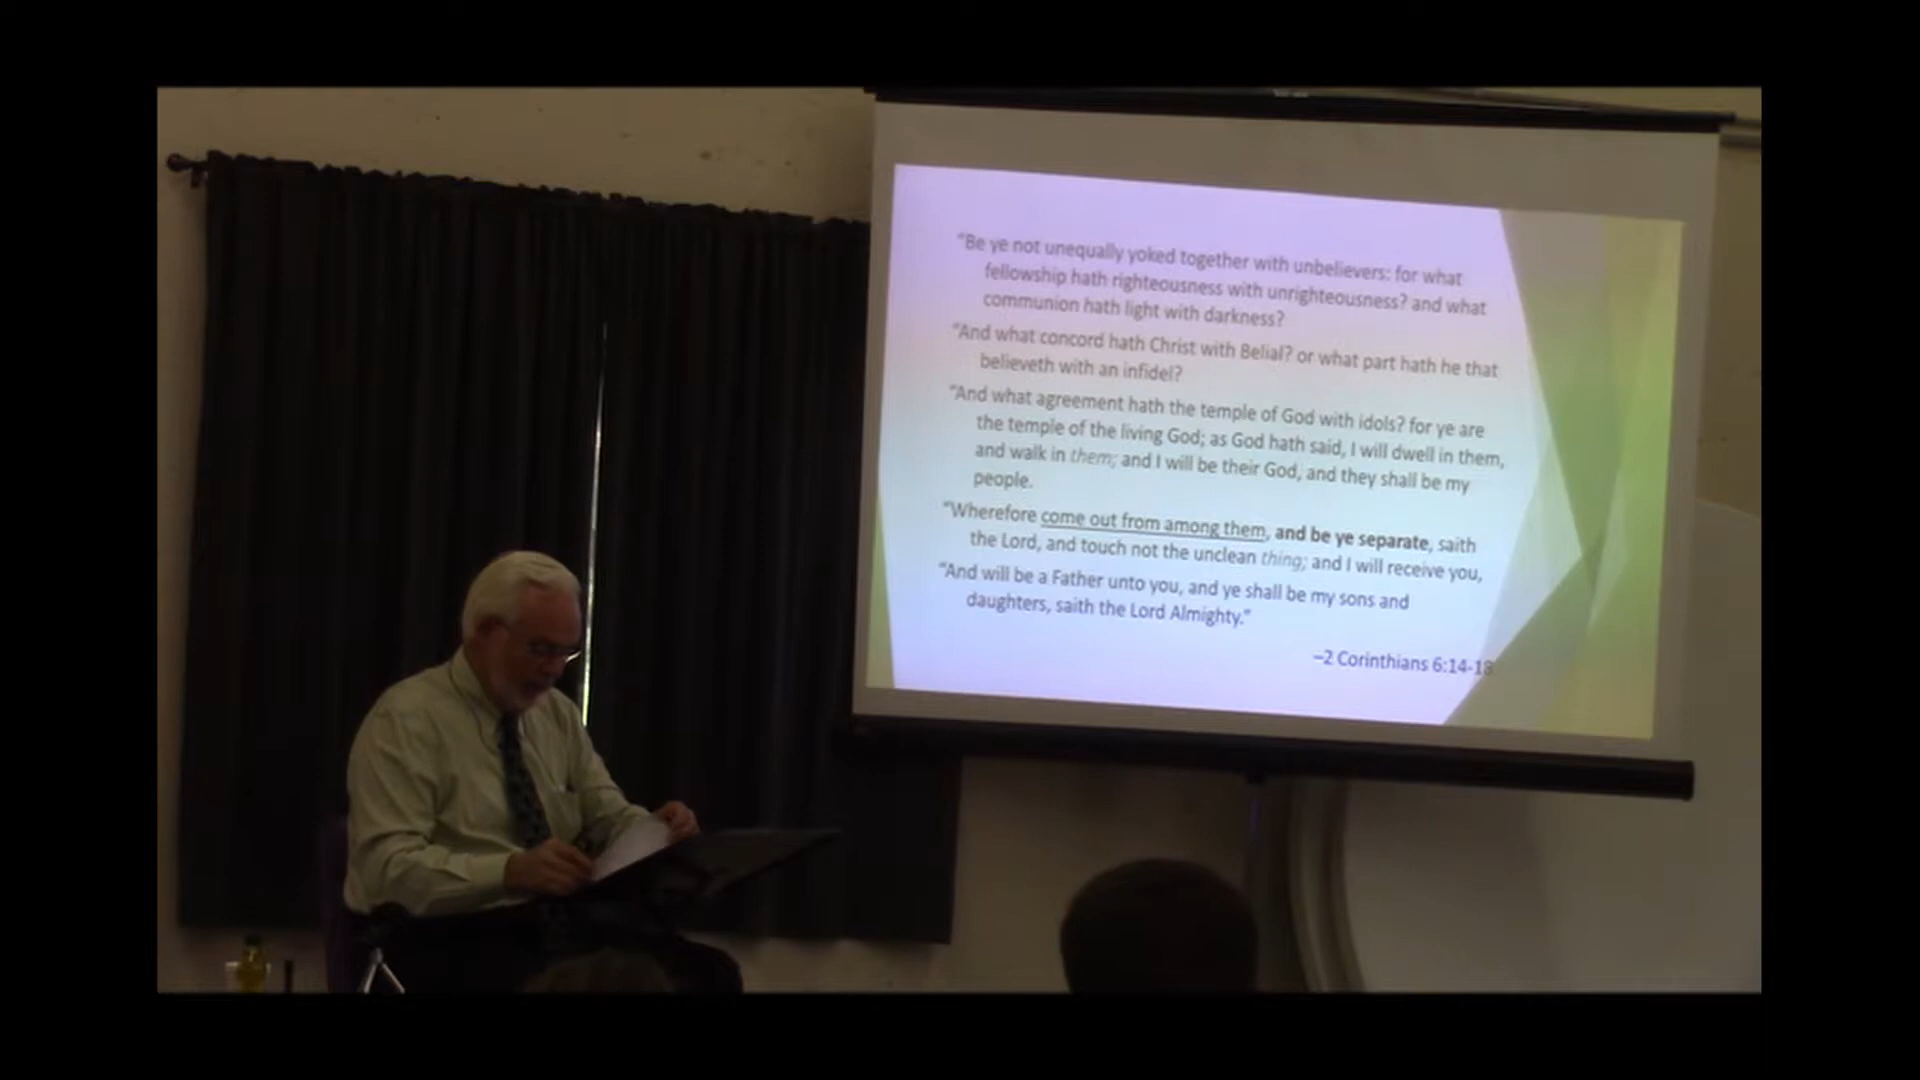 “Be ye not unequally yoked together with unbelievers: for what
fellowship hath righteousness with unrighteousness? and what
communion hath light with darkness?
“And what concord hath Christ with Belial? or what part hath he that
believeth with an infidel?
“And what agreement hath the temple of God with idols? for ye are
the temple of the living God; as God hath said, I will dwell in them,
and walk in them; and I will be their God, and they shall be my
people.
“Wherefore come out from among them, and be ye separate, saith
the Lord, and touch not the unclean thing; and I will receive you,
“And will be a Father unto you, and ye shall be my sons and
daughters, saith the Lord Almighty.”
–2 Corinthians 6:14-18